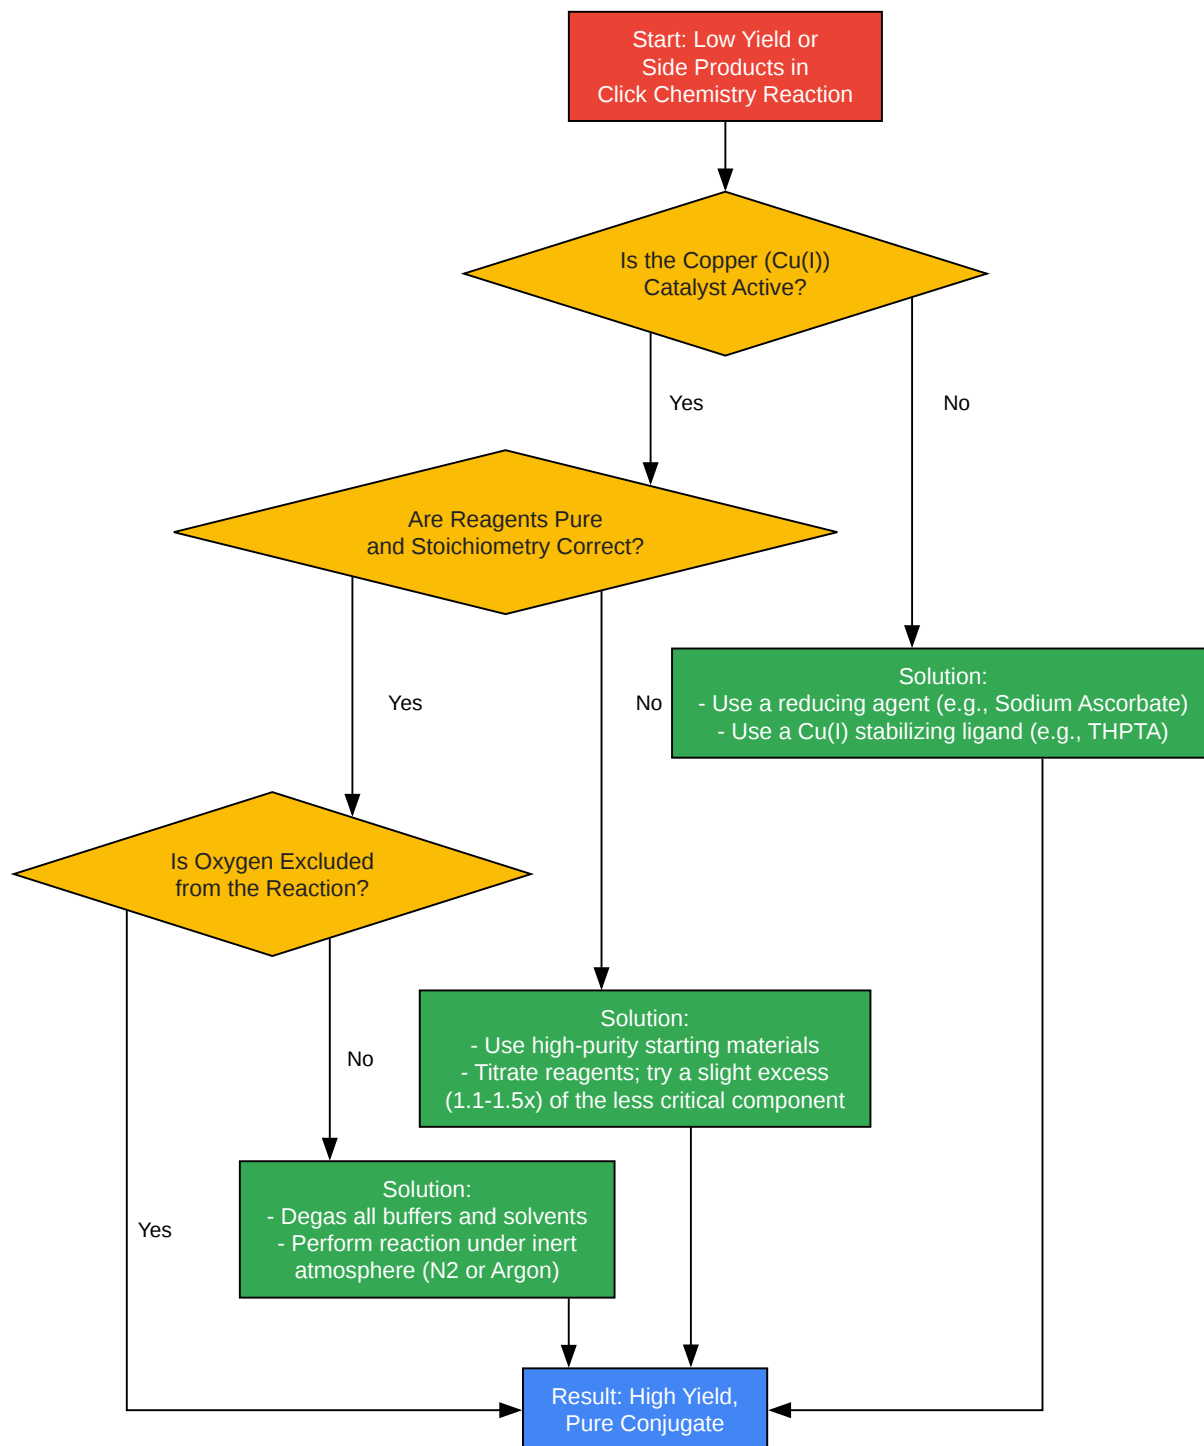 Start: Low Yield or
Side Products in
Click Chemistry Reaction
Is the Copper (Cu(I))
Catalyst Active?
Yes
No
Are Reagents Pure
and Stoichiometry Correct?
Yes
No
Solution:
- Use a reducing agent (e.g., Sodium Ascorbate)
- Use a Cu(I) stabilizing ligand (e.g., THPTA)
Is Oxygen Excluded
from the Reaction?
No
Solution:
- Use high-purity starting materials
- Titrate reagents; try a slight excess
(1.1-1.5x) of the less critical component
Yes
Solution:
- Degas all buffers and solvents
- Perform reaction under inert
atmosphere (N2 or Argon)
Result: High Yield,
Pure Conjugate